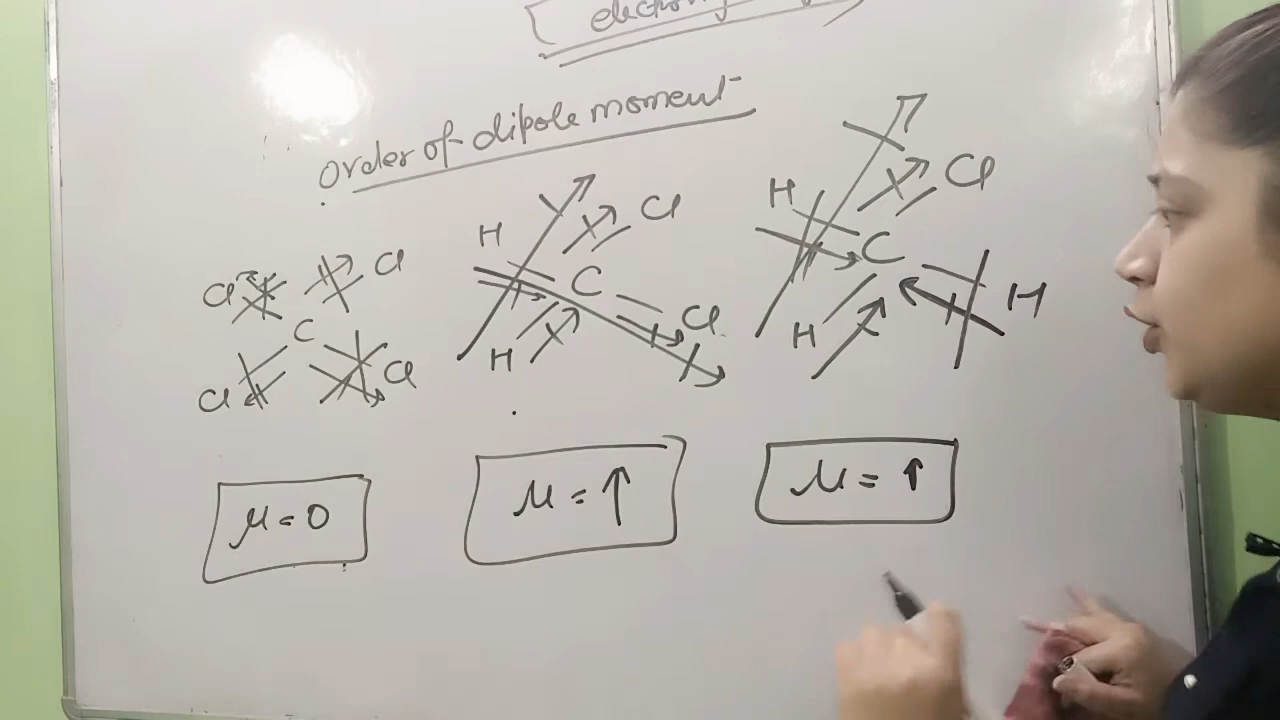 order of dipole moment
Cl Cl
C
Cl Cl
μ = 0
H Cl
C
H Cl
μ = ↑
H Cl
C
H H
μ = ↑